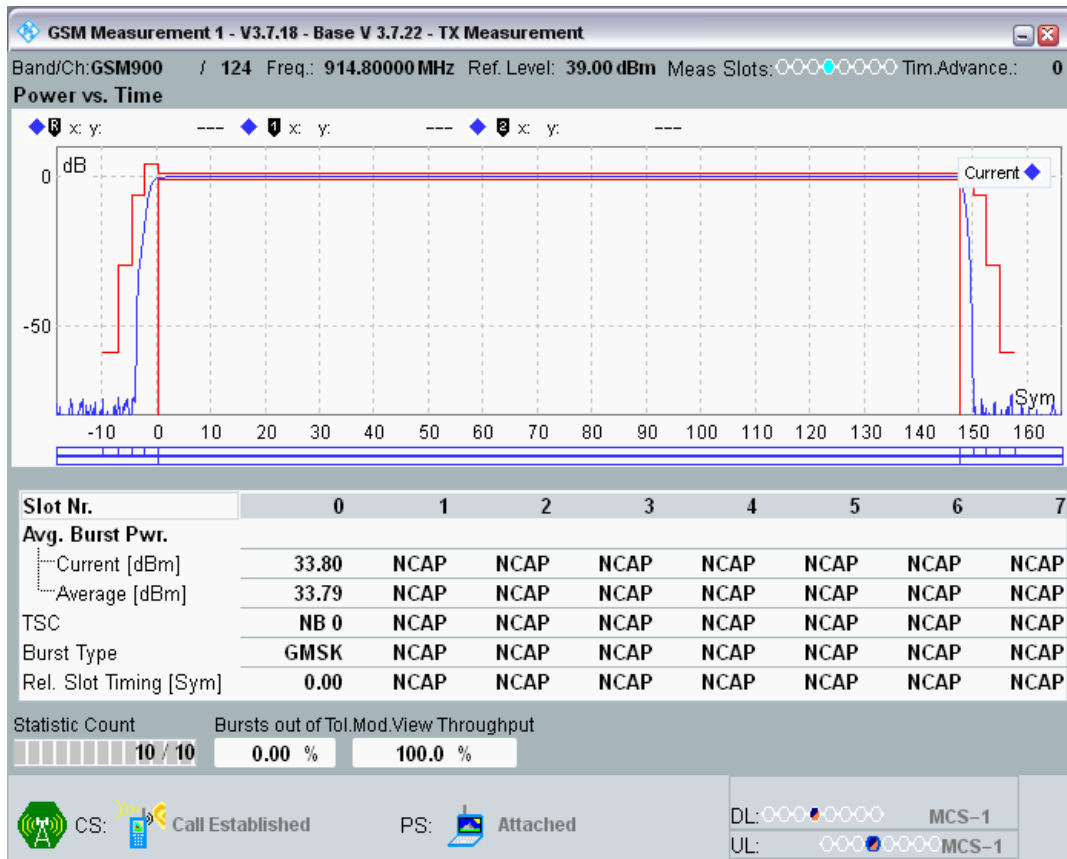 GSM Measurement 1 - V3.7.18 - Base V 3.7.22 - TX Measurement
Band/Ch:GSM900 / 124 Freq.: 914.80000 MHz Ref. Level: 39.00 dBm Meas Slots: Tim.Advance.: 0
Power vs. Time
R x: y: --- 1 x: y: --- 2 x: y: ---
dB
Current
0
-50
Sym
-10 0 10 20 30 40 50 60 70 80 90 100 110 120 130 140 150 160
Slot Nr. 0 1 2 3 4 5 6 7
Avg. Burst Pwr.
Current [dBm] 33.80 NCAP NCAP NCAP NCAP NCAP NCAP NCAP
Average [dBm] 33.79 NCAP NCAP NCAP NCAP NCAP NCAP NCAP
TSC NB 0 NCAP NCAP NCAP NCAP NCAP NCAP NCAP
Burst Type GMSK NCAP NCAP NCAP NCAP NCAP NCAP NCAP
Rel. Slot Timing [Sym] 0.00 NCAP NCAP NCAP NCAP NCAP NCAP NCAP
Statistic Count Bursts out of Tol. Mod.View Throughput
10 / 10 0.00 % 100.0 %
CS: Call Established PS: Attached
DL: MCS-1
UL: MCS-1